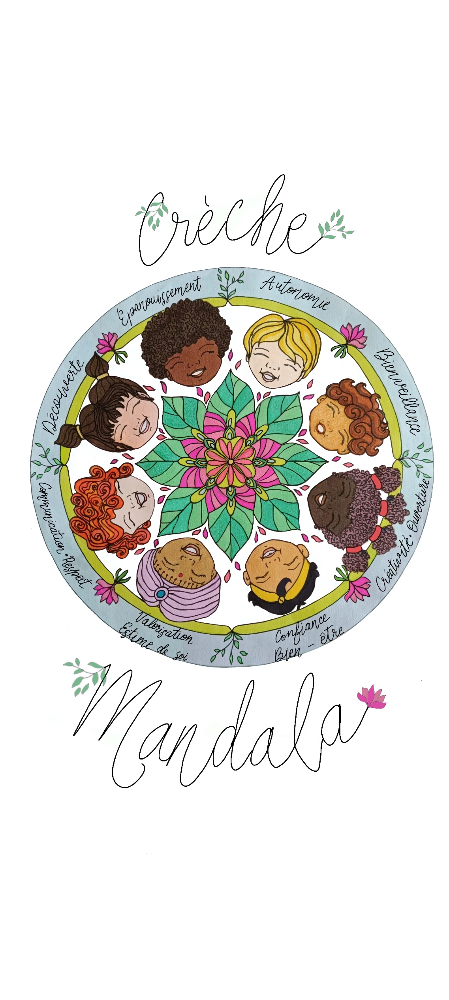 Crèche
Épanouissement
Autonomie
Bienveillance
Créativité · Ouverture
Confiance
Bien - être
Valorisation
Estime de soi
Communication · Respect
Découverte
Mandala